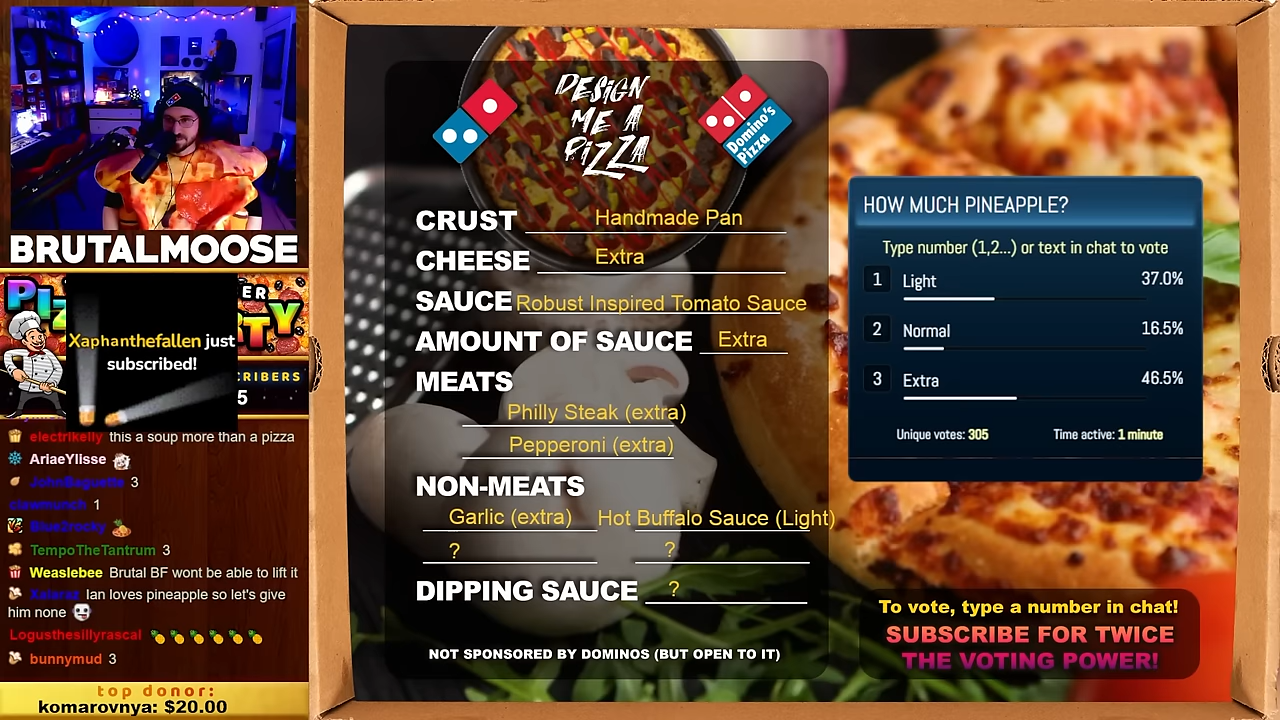 BRUTALMOOSE
Xaphanthefallen just
subscribed!
electrikelly this a soup more than a pizza
AriaeYlisse
JohnBaguette 3
clawmunch 1
Blue2rocky
TempoTheTantrum 3
Weaslebee Brutal BF wont be able to lift it
Ian loves pineapple so let's give
him none
Logusthesillyrascal
bunnymud 3
top donor:
komarovnya: $20.00
DESIGN
ME A
PIZZA
Domino's
Pizza
CRUST Handmade Pan
CHEESE Extra
SAUCE Robust Inspired Tomato Sauce
AMOUNT OF SAUCE Extra
MEATS
Philly Steak (extra)
Pepperoni (extra)
NON-MEATS
Garlic (extra) Hot Buffalo Sauce (Light)
? ?
DIPPING SAUCE ?
NOT SPONSORED BY DOMINOS (BUT OPEN TO IT)
HOW MUCH PINEAPPLE?
Type number (1,2...) or text in chat to vote
1 Light 37.0%
2 Normal 16.5%
3 Extra 46.5%
Unique votes: 305 Time active: 1 minute
To vote, type a number in chat!
SUBSCRIBE FOR TWICE
THE VOTING POWER!